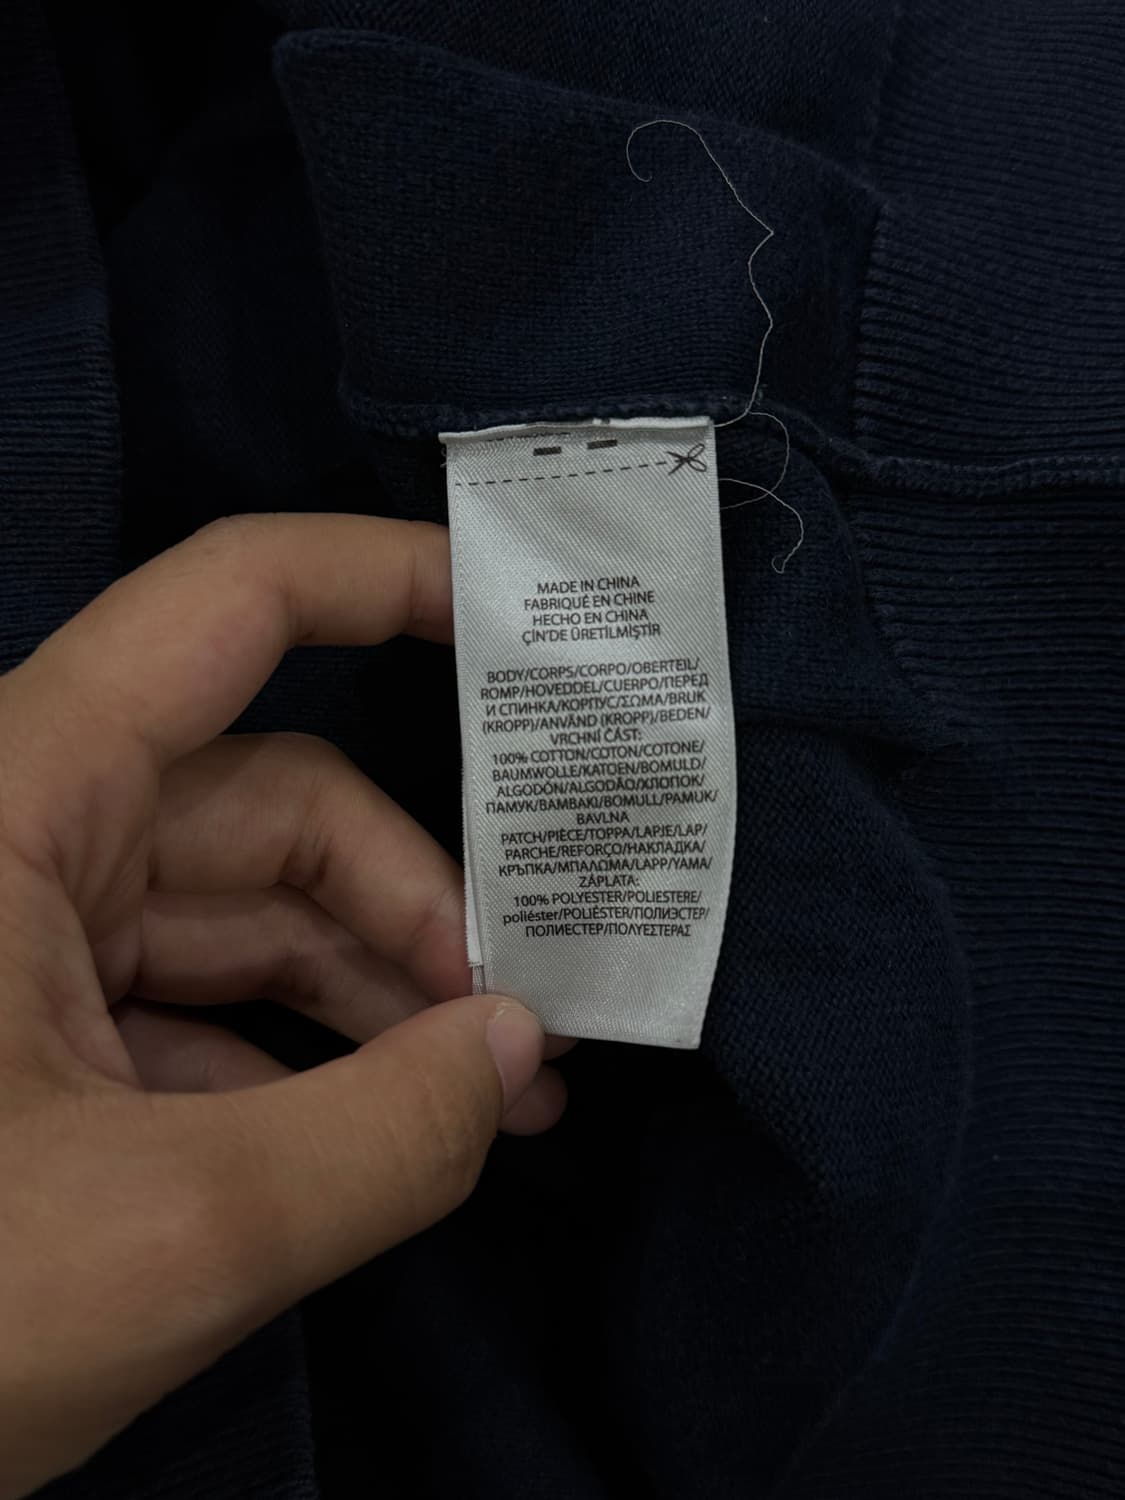 MADE IN CHINA
FABRIQUÉ EN CHINE
HECHO EN CHINA
ÇİN'DE ÜRETİLMİŞTİR
BODY/CORPS/CORPO/OBERTEIL/
ROMP/HOVEDDEL/CUERPO/ПЕРЕД
И СПИНКА/КОРПУС/ΣΩΜΑ/BRUK
(KROPP)/ANVÄND (KROPP)/BEDEN/
VRCHNÍ ČÁST:
100% COTTON/COTON/COTONE/
BAUMWOLLE/KATOEN/BOMULD/
ALGODÓN/ALGODÃO/ХЛОПОК/
ПАМУК/ΒΑΜΒΑΚΙ/BOMULL/PAMUK/
BAVLNA
PATCH/PIÈCE/TOPPA/LAPJE/LAP/
PARCHE/REFORÇO/НАКЛАДКА/
КРЪПКА/ΜΠΑΛΩΜΑ/LAPP/YAMA/
ZÁPLATA:
100% POLYESTER/POLIESTERE/
poliéster/POLIÉSTER/ПОЛИЭСТЕР/
ПОЛИЕСТЕР/ΠΟΛΥΕΣΤΕΡΑΣ